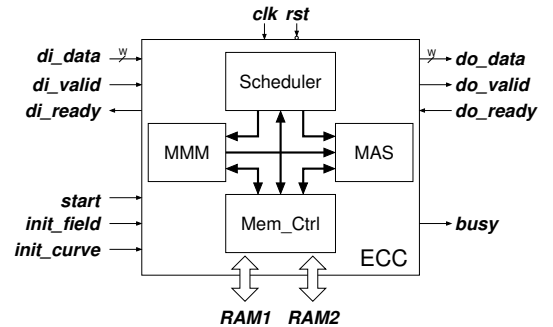 clk rst
di_data
w
w
do_data
di_valid
Scheduler
do_valid
di_ready
do_ready
MMM
MAS
start
init_field
Mem_Ctrl
busy
init_curve
ECC
RAM1 RAM2